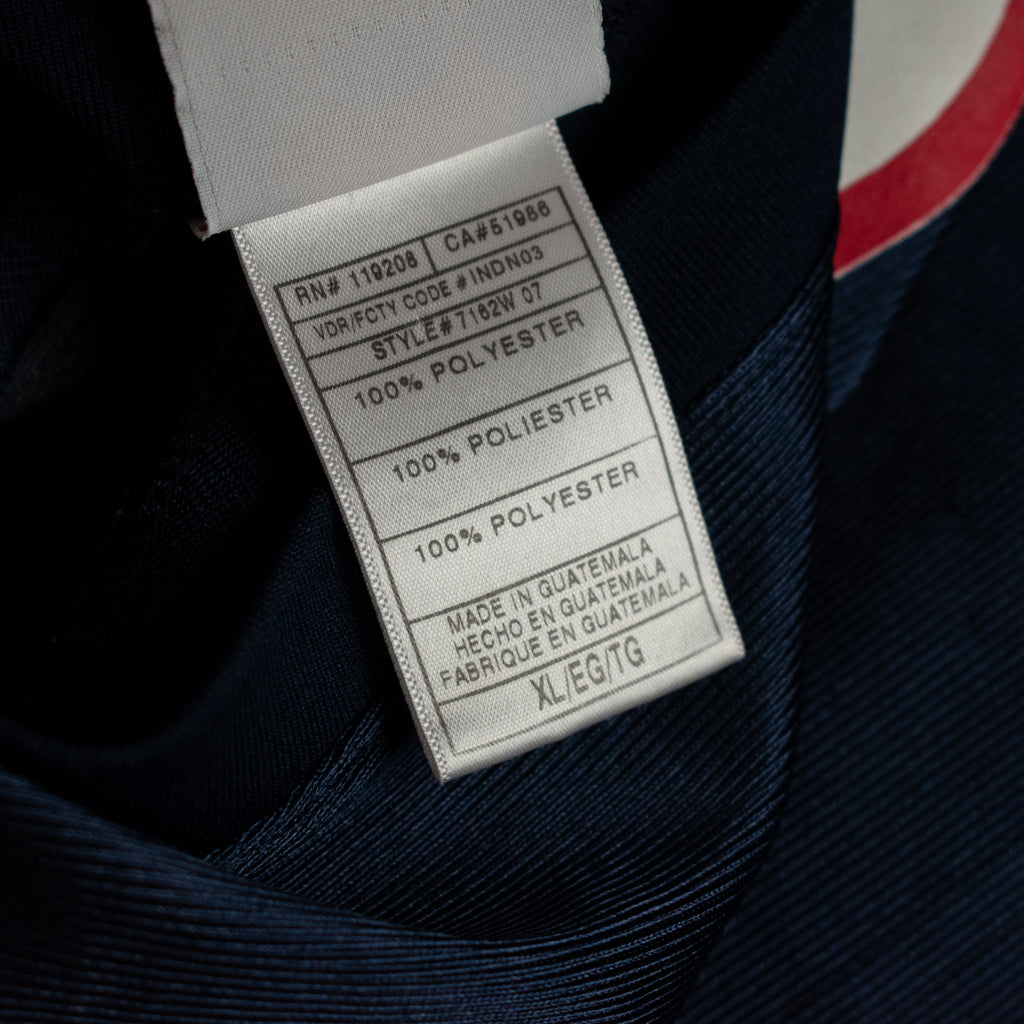 RN# 119208 CA#51986
VDR/FCTY CODE #INDN03
STYLE#7162W 07
100% POLYESTER
100% POLIESTER
100% POLYESTER
MADE IN GUATEMALA
HECHO EN GUATEMALA
FABRIQUE EN GUATEMALA
XL/EG/TG